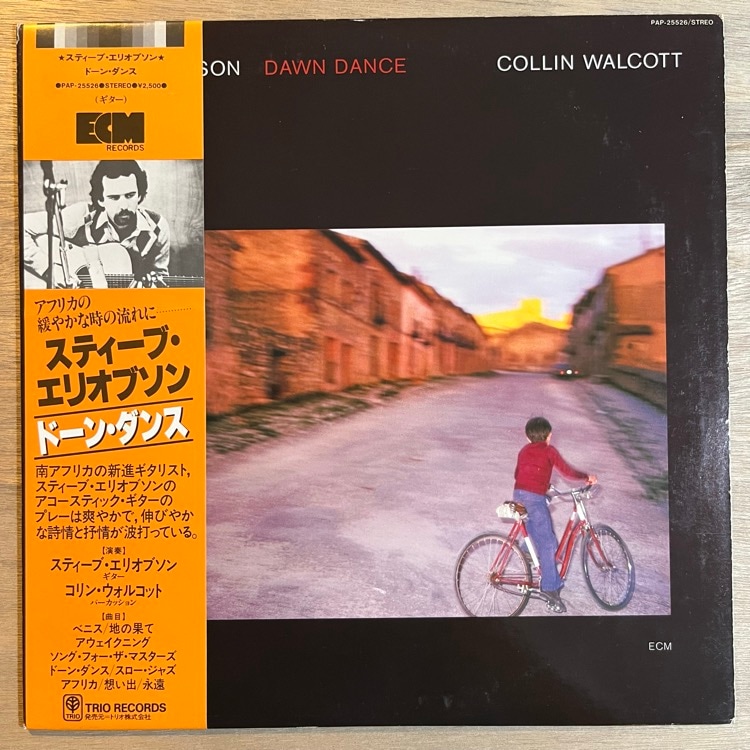 PAP-25526/STREO
SON DAWN DANCE COLLIN WALCOTT
★スティーブ・エリオブソン★
ドーン・ダンス
●PAP-25526●STEREO●¥2,500●
(ギター)
ECM
RECORDS
アフリカの
緩やかな時の流れに…………
スティーブ・
エリオブソン
ドーン・ダンス
南アフリカの新進ギタリスト,
スティーブ・エリオブソンの
アコースティック・ギターの
プレーは爽やかで,伸びやか
な詩情と抒情が波打っている。
【演奏】
スティーブ・エリオブソン
ギター
コリン・ウォルコット
パーカッション
【曲目】
ベニス/地の果て
アウェイクニング
ソング・フォー・ザ・マスターズ
ドーン・ダンス/スロー・ジャズ
アフリカ/想い出/永遠
TRIO
TRIO RECORDS
発売元=トリオ株式会社
ECM